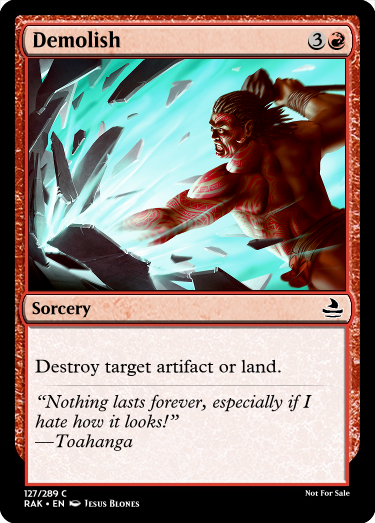 Demolish 3
Sorcery
Destroy target artifact or land.
“Nothing lasts forever, especially if I
hate how it looks!”
—Toahanga
127/289 C Not For Sale
RAK • EN Jesus Blones